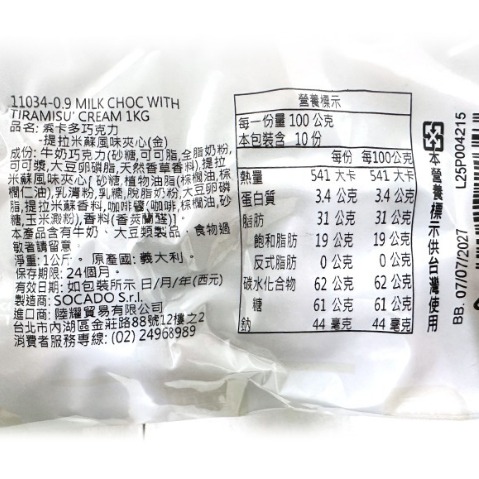 11034-0.9 MILK CHOC WITH
TIRAMISU' CREAM 1KG
品名: 索卡多巧克力
-提拉米蘇風味夾心(金)
成份: 牛奶巧克力(砂糖,可可脂,全脂奶粉,
可可漿,大豆卵磷脂,天然香草香料),提拉
米蘇風味夾心(砂糖,植物油脂(棕櫚油,棕
櫚仁油),乳清粉,乳糖,脫脂奶粉,大豆卵磷
脂,提拉米蘇香料,咖啡醬(咖啡,棕櫚油,砂
糖,玉米澱粉),香料(香莢蘭醛)]。
本產品含有牛奶、大豆類製品, 食物過
敏者請留意
淨重:1公斤。 原產國:義大利。
保存期限:24個月。
有效日期: 如包裝所示 日/月/年(西元)
製造商: SOCADO S.r.l.
進口商: 陸耀貿易有限公司
台北市內湖區金莊路88號12樓之2
消費者服務專線: (02) 24968989
營養標示
每一份量 100 公克
本包裝含 10份
每份 每100公克
熱量 541 大卡 541 大卡
蛋白質 3.4 公克 3.4 公克
脂肪 31 公克 31 公克
飽和脂肪 19 公克 19 公克
反式脂肪 0 公克 0 公克
碳水化合物 62 公克 62 公克
糖 61 公克 61 公克
鈉 44 毫克 44 毫克
本營養標示供台灣使用
L25P004215
BB. 07/07/2027